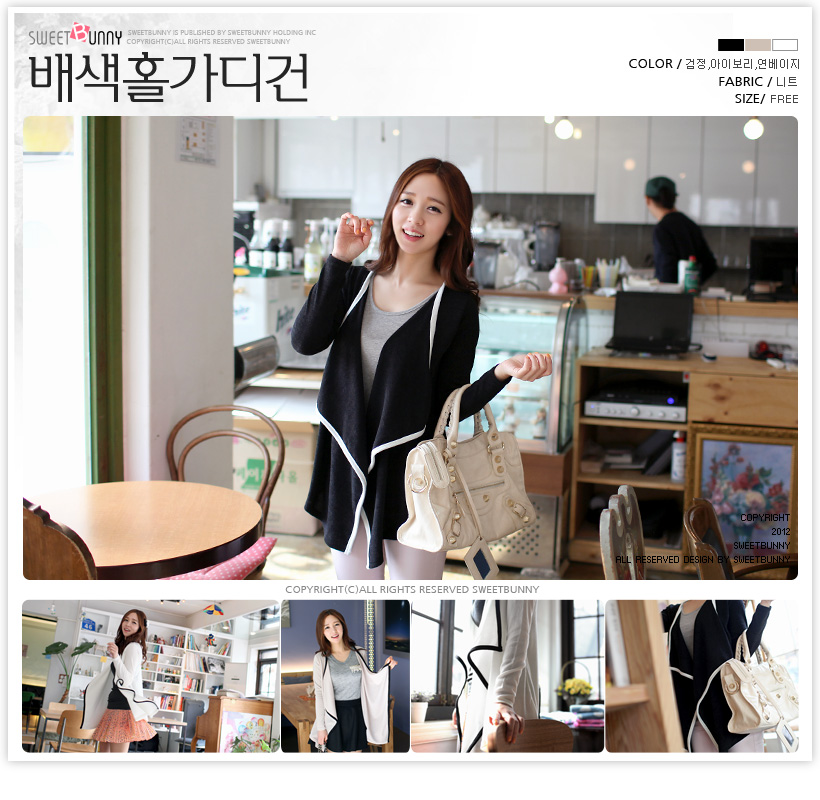 SWEETBUNNY
SWEETBUNNY IS PUBLISHED BY SWEETBUNNY HOLDING INC
COPYRIGHT(C)ALL RIGHTS RESERVED SWEETBUNNY
배색홀가디건
COLOR / 검정,아이보리,연베이지
FABRIC / 니트
SIZE/ FREE
COPYRIGHT
2012
SWEETBUNNY
ALL RESERVED DESIGN BY SWEETBUNNY
COPYRIGHT(C)ALL RIGHTS RESERVED SWEETBUNNY